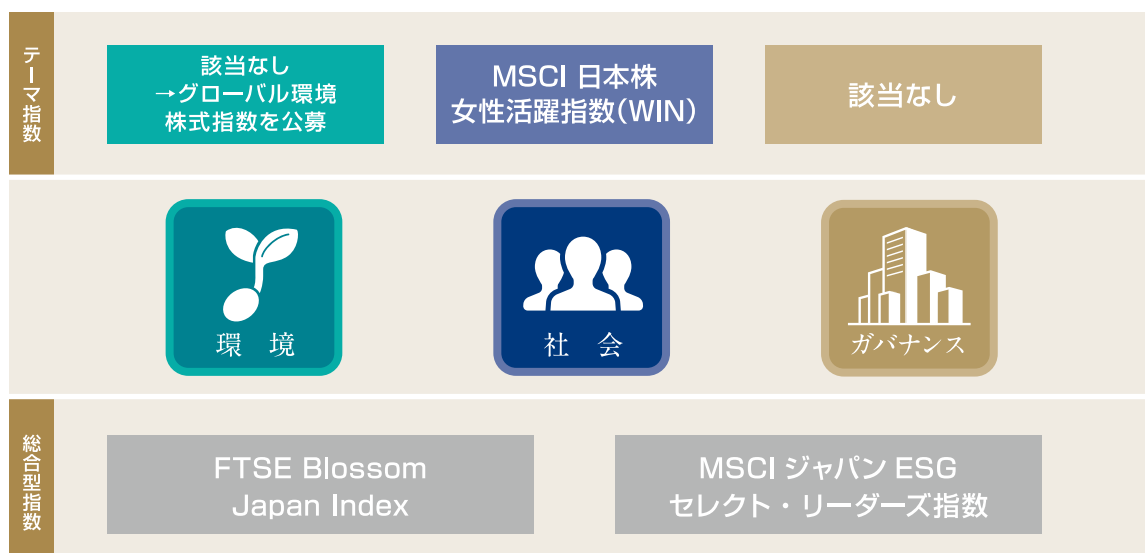 テーマ指数
該当なし
→グローバル環境
株式指数を公募
MSCI 日本株
女性活躍指数(WIN)
該当なし
環 境
社 会
ガバナンス
総合型指数
FTSE Blossom
Japan Index
MSCI ジャパン ESG
セレクト・リーダーズ指数